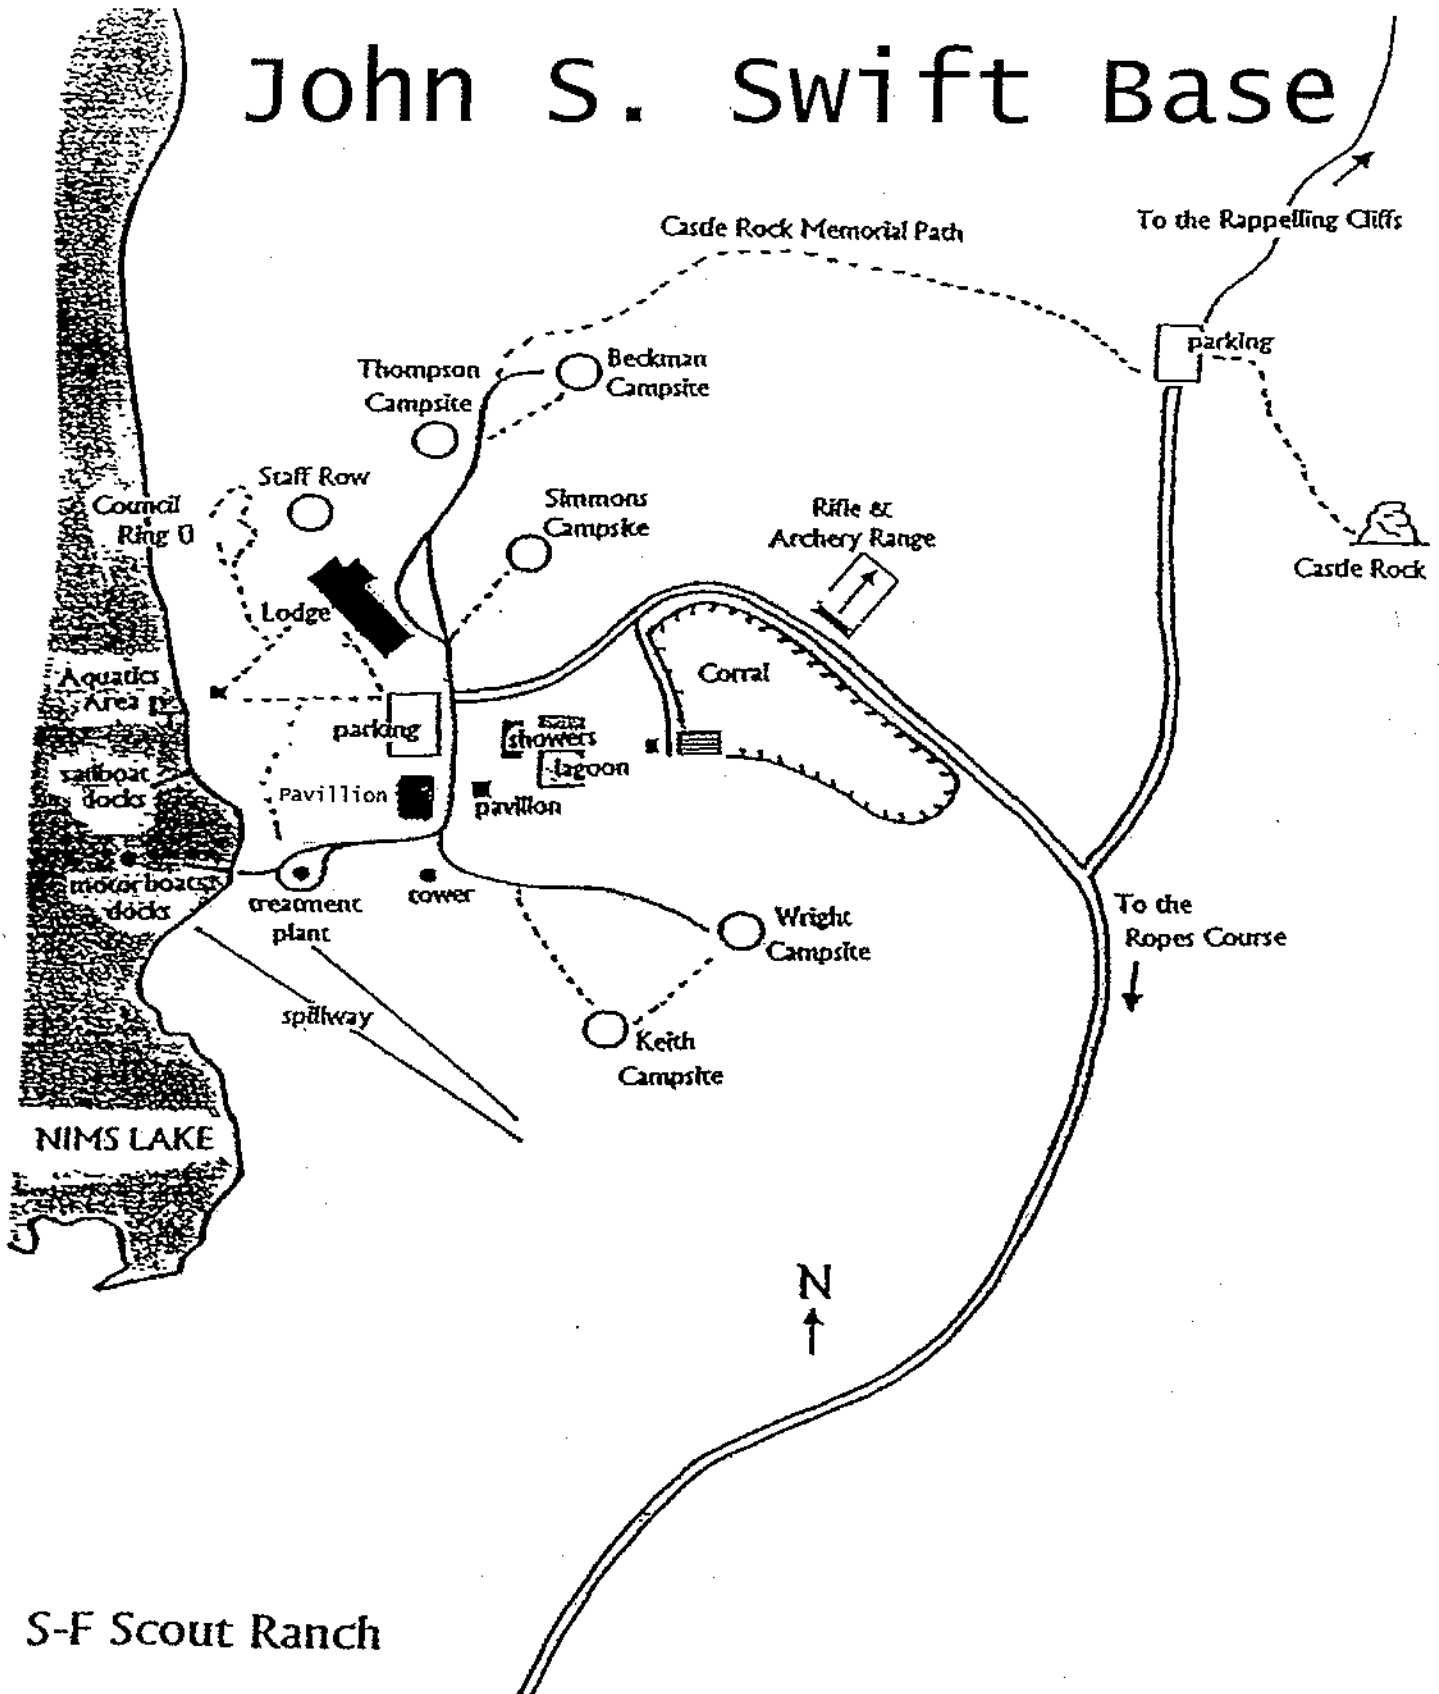 John S. Swift Base
To the Rappelling Cliffs
Castle Rock Memorial Path
parking
Thompson
Campsite
Beckman
Campsite
Staff Row
Council
Ring
Simmons
Campsite
Rifle &
Archery Range
Castle Rock
Lodge
Aquatics
Area
Corral
parking
showers
lagoon
sailboat
docks
Pavillion
pavilion
motorboats
docks
treatment
plant
tower
To the
Ropes Course
Wright
Campsite
spillway
Keith
Campsite
NIMS LAKE
N
S-F Scout Ranch